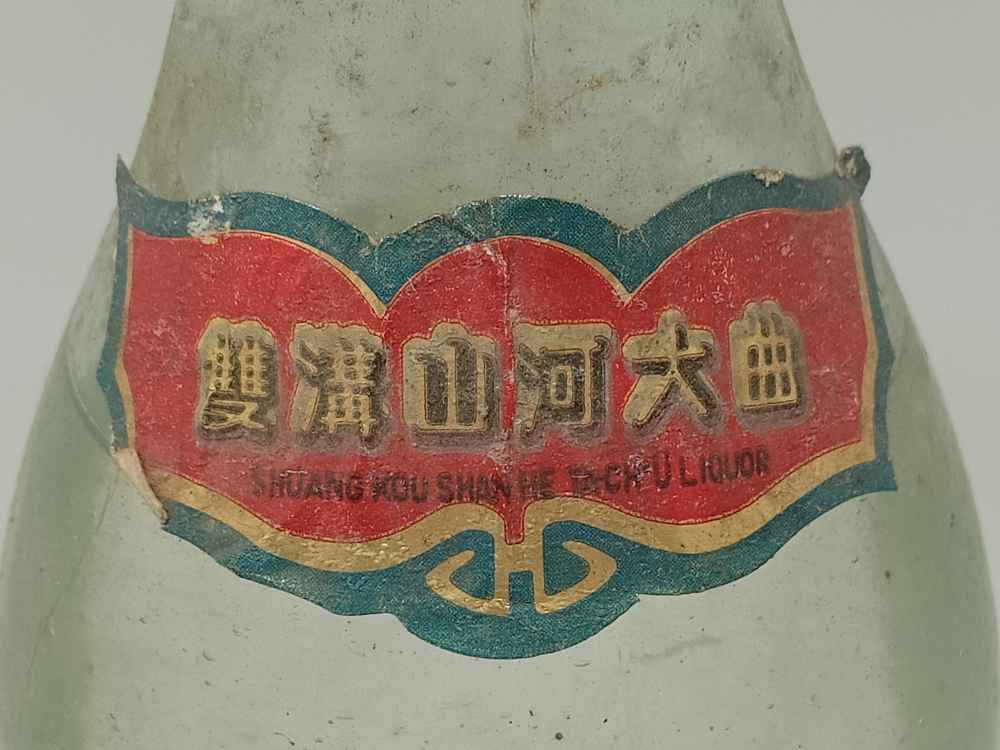 雙溝山河大曲
SHUANG KOU SHAN HE TA-CH'U LIQUOR